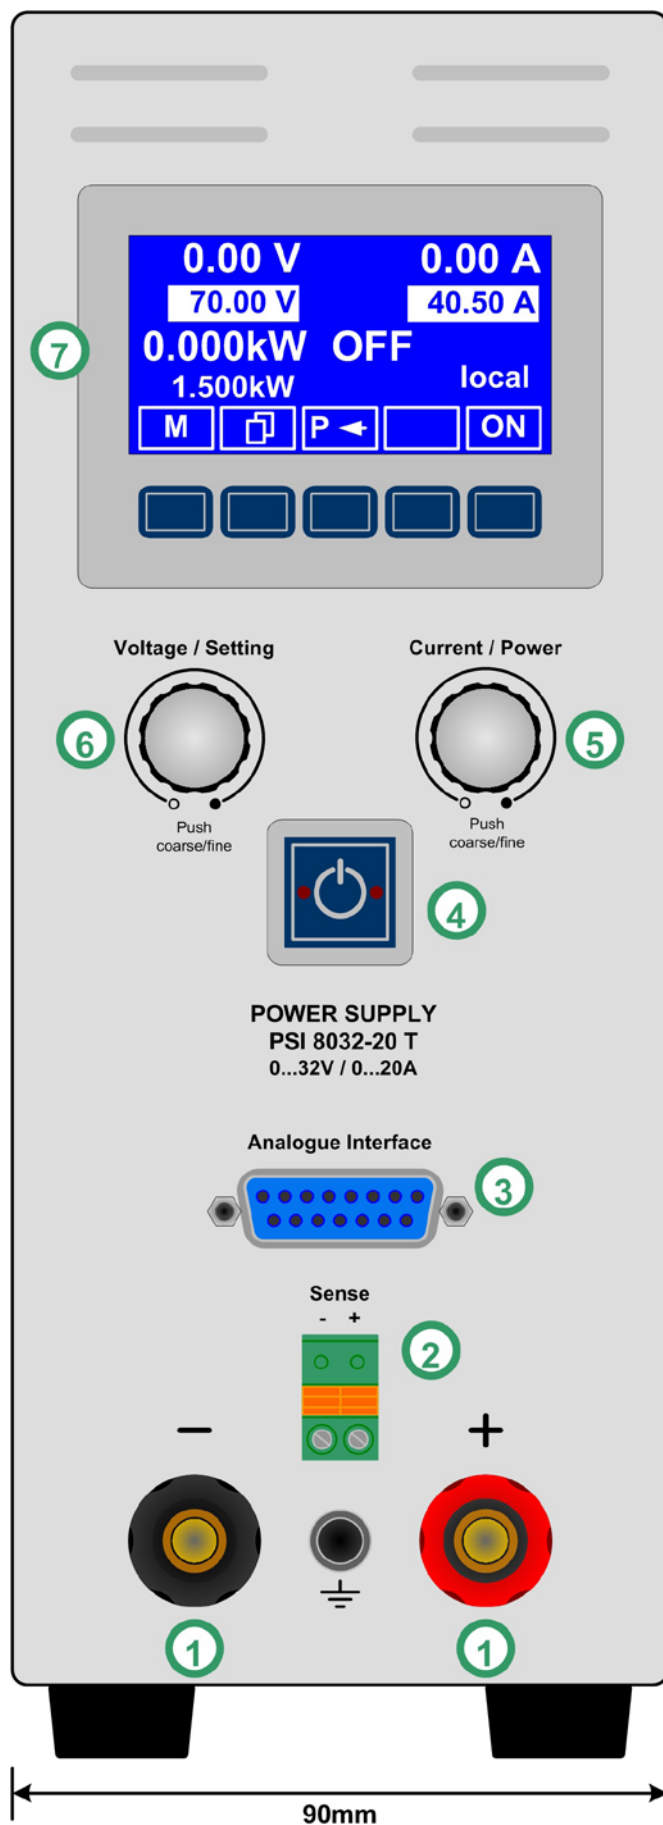 0.00 V 0.00 A
70.00 V 40.50 A
7
0.000kW OFF
1.500kW local
M P ON
Voltage / Setting Current / Power
6 5
Push Push
coarse/fine coarse/fine
4
POWER SUPPLY
PSI 8032-20 T
0...32V / 0...20A
Analogue Interface
3
Sense
- +
2
− +
1 1
90mm